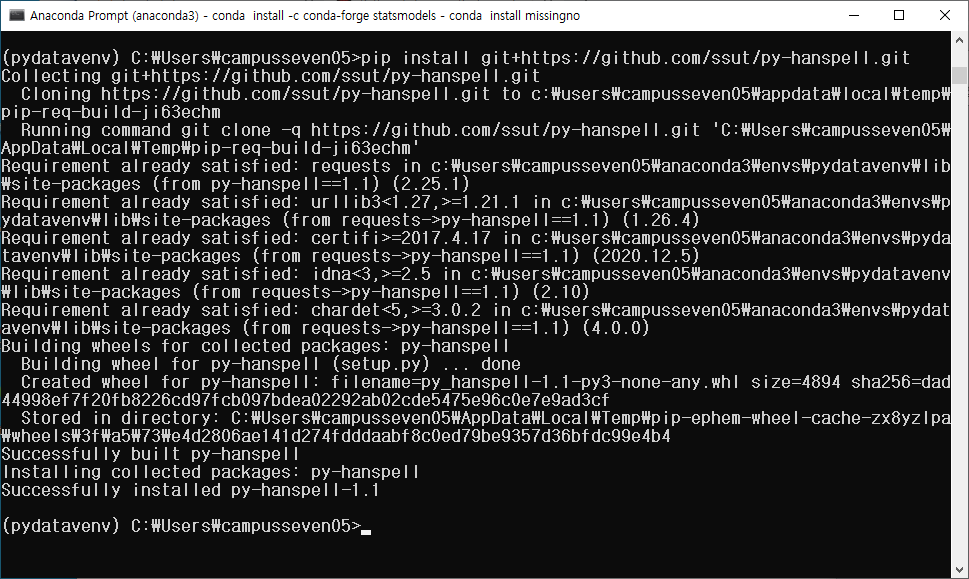 Anaconda Prompt (anaconda3) - conda  install -c conda-forge statsmodels - conda  install missingno
(pydatavenv) C:₩Users₩campusseven05>pip install git+https://github.com/ssut/py-hanspell.git
Collecting git+https://github.com/ssut/py-hanspell.git
  Cloning https://github.com/ssut/py-hanspell.git to c:₩users₩campusseven05₩appdata₩local₩temp₩
pip-req-build-ji63echm
  Running command git clone -q https://github.com/ssut/py-hanspell.git 'C:₩Users₩campusseven05₩
AppData₩Local₩Temp₩pip-req-build-ji63echm'
Requirement already satisfied: requests in c:₩users₩campusseven05₩anaconda3₩envs₩pydatavenv₩lib
₩site-packages (from py-hanspell==1.1) (2.25.1)
Requirement already satisfied: urllib3<1.27,>=1.21.1 in c:₩users₩campusseven05₩anaconda3₩envs₩p
ydatavenv₩lib₩site-packages (from requests->py-hanspell==1.1) (1.26.4)
Requirement already satisfied: certifi>=2017.4.17 in c:₩users₩campusseven05₩anaconda3₩envs₩pyda
tavenv₩lib₩site-packages (from requests->py-hanspell==1.1) (2020.12.5)
Requirement already satisfied: idna<3,>=2.5 in c:₩users₩campusseven05₩anaconda3₩envs₩pydatavenv
₩lib₩site-packages (from requests->py-hanspell==1.1) (2.10)
Requirement already satisfied: chardet<5,>=3.0.2 in c:₩users₩campusseven05₩anaconda3₩envs₩pydat
avenv₩lib₩site-packages (from requests->py-hanspell==1.1) (4.0.0)
Building wheels for collected packages: py-hanspell
  Building wheel for py-hanspell (setup.py) ... done
  Created wheel for py-hanspell: filename=py_hanspell-1.1-py3-none-any.whl size=4894 sha256=dad
44998ef7f20fb8226cd97fcb097bdea02292ab02cde5475e96c0e7e9ad3cf
  Stored in directory: C:₩Users₩campusseven05₩AppData₩Local₩Temp₩pip-ephem-wheel-cache-zx8yzlpa
₩wheels₩3f₩a5₩73₩e4d2806ae141d274fdddaabf8c0ed79be9357d36bfdc99e4b4
Successfully built py-hanspell
Installing collected packages: py-hanspell
Successfully installed py-hanspell-1.1
(pydatavenv) C:₩Users₩campusseven05>